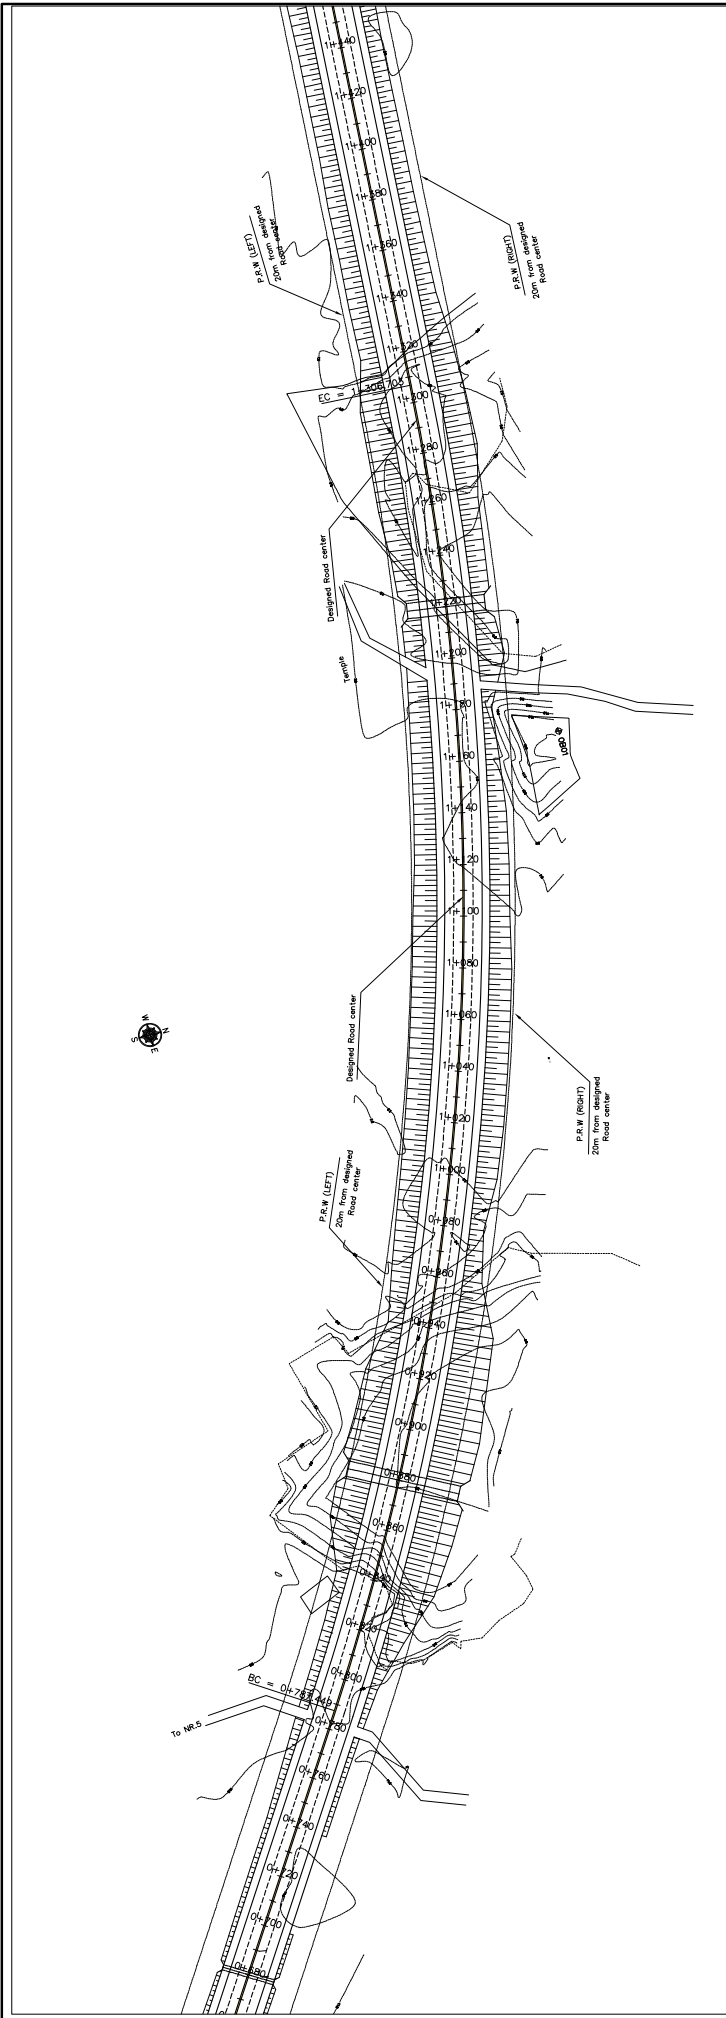 1+440
1+420
1+400
1+380
1+360
1+340
1+320
P.R.W (LEFT)
20m from designed
Road center
P.R.W (RIGHT)
20m from designed
Road center
EC = 1+306.705
1+300
1+280
1+260
1+240
Designed Road center
1+220
1+200
Temple
1+180
1+160
1+140
1+120
1+100
1+080
1+060
1+040
1+020
1+000
OB01
Designed Road center
W
N
S
E
P.R.W (RIGHT)
20m from designed
Road center
P.R.W (LEFT)
20m from designed
Road center
0+980
0+960
0+940
0+920
0+900
0+880
0+860
0+840
0+820
0+800
BC = 0+787.449
To NR.5
0+780
0+760
0+740
0+720
0+700
0+680